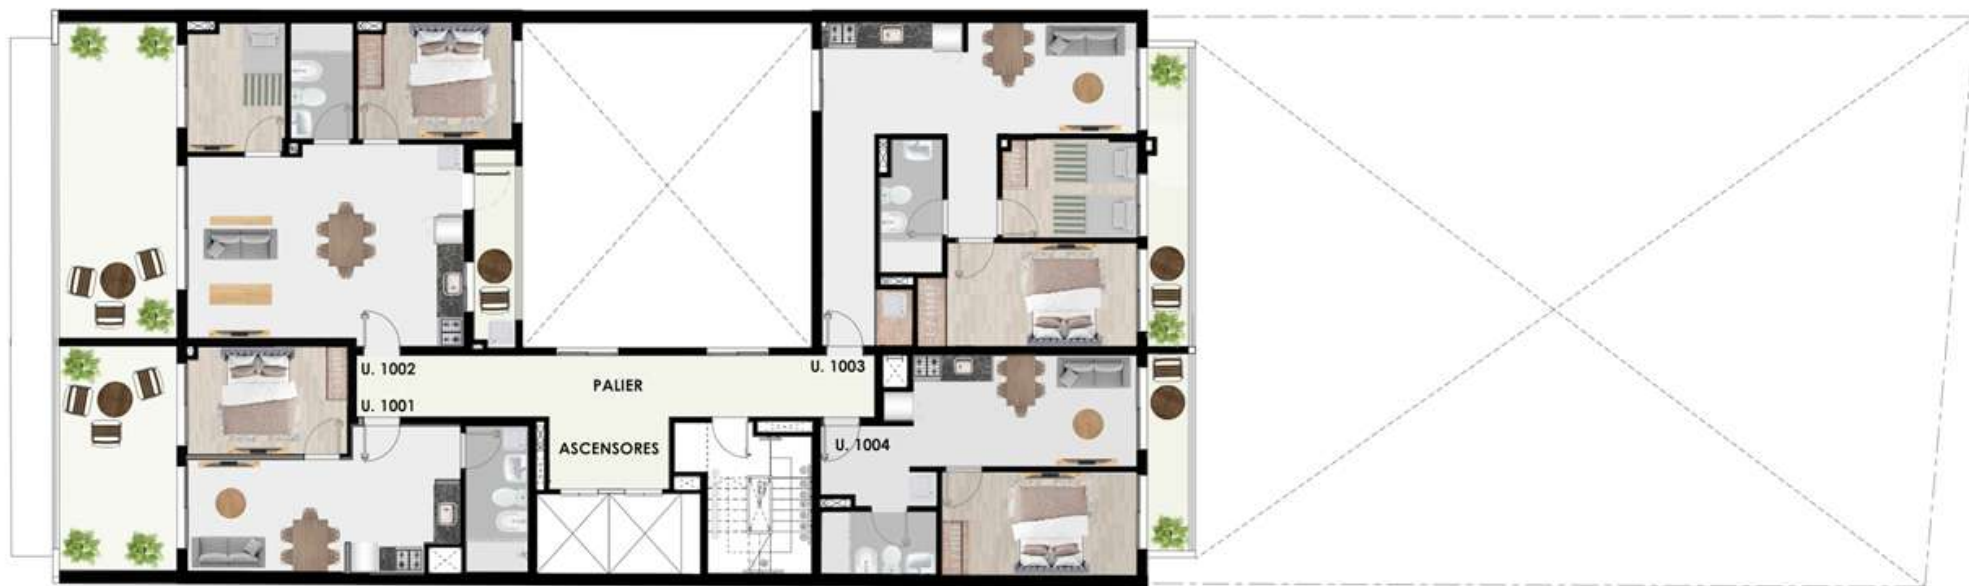 U. 1002
PALIER
U. 1003
U. 1001
ASCENSORES
U. 1004